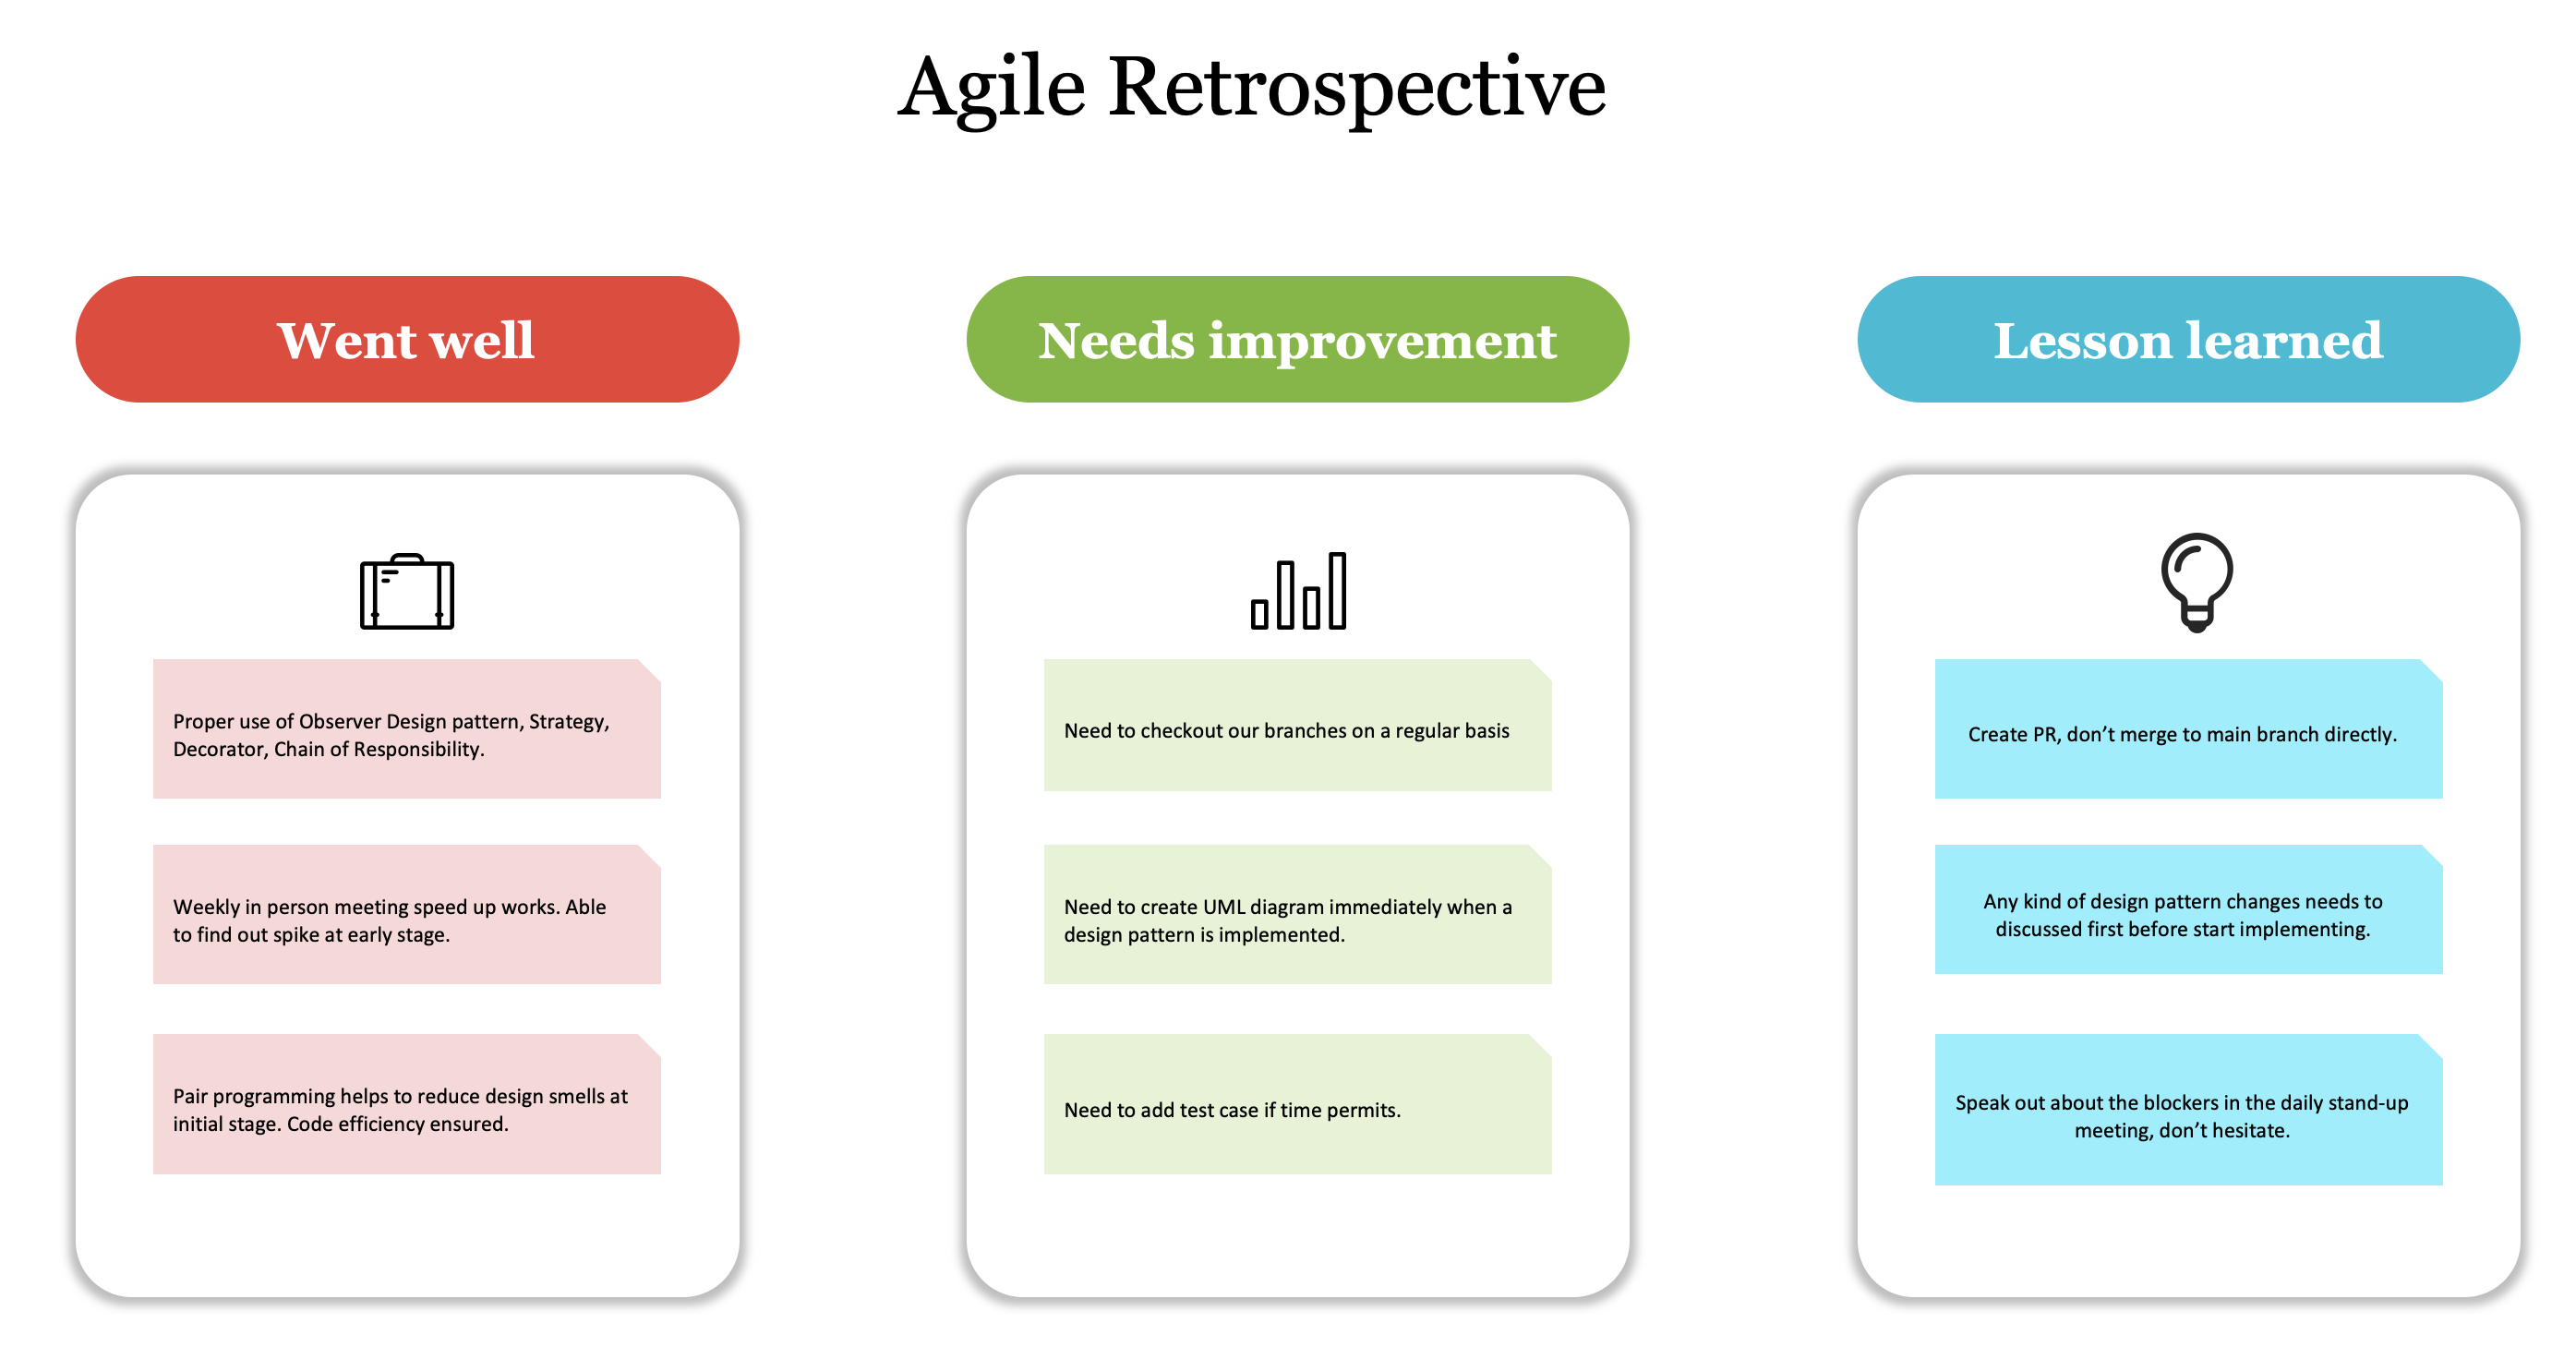 Agile Retrospective
Went well
Proper use of Observer Design pattern, Strategy,
Decorator, Chain of Responsibility.
Weekly in person meeting speed up works. Able
to find out spike at early stage.
Pair programming helps to reduce design smells at
initial stage. Code efficiency ensured.
Needs improvement
Need to checkout our branches on a regular basis
Need to create UML diagram immediately when a
design pattern is implemented.
Need to add test case if time permits.
Lesson learned
Create PR, don’t merge to main branch directly.
Any kind of design pattern changes needs to
discussed first before start implementing.
Speak out about the blockers in the daily stand-up
meeting, don’t hesitate.